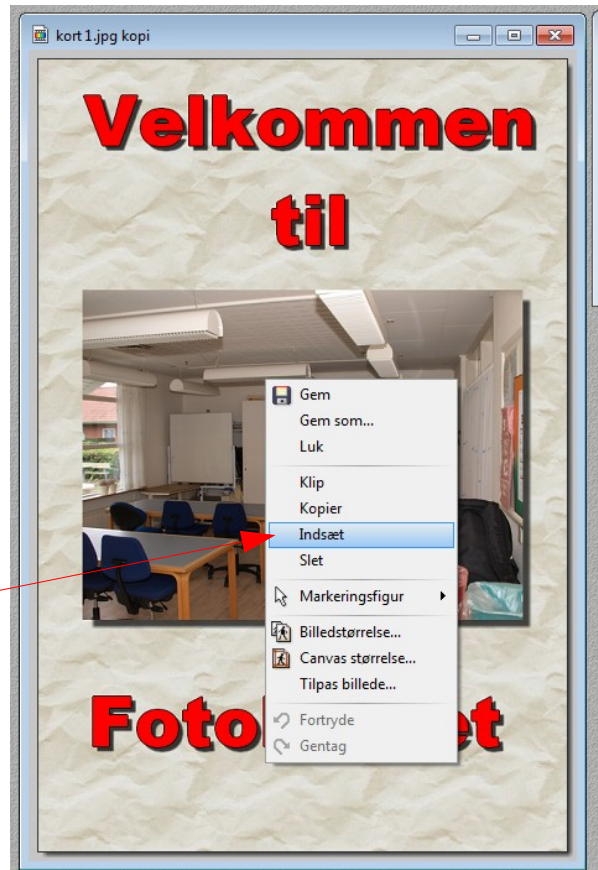 kort 1.jpg kopi
Velkommen
til
Gem
Gem som...
Luk
Klip
Kopier
Indsæt
Slet
Markeringsfigur
Billedstørrelse...
Canvas størrelse...
Tilpas billede...
Fortryde
Gentag